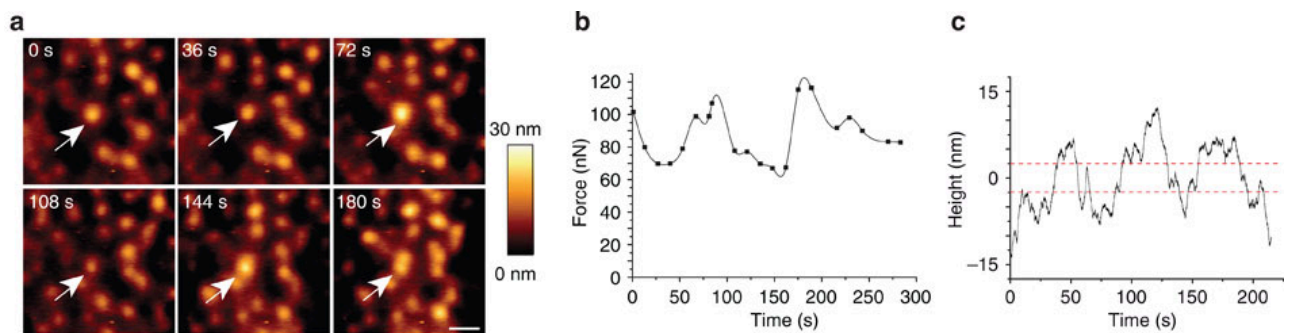 a
0 s
36 s
72 s
108 s
144 s
180 s
30 nm
0 nm
b
Force (nN)
120
100
80
60
40
20
0
0 50 100 150 200 250 300
Time (s)
c
Height (nm)
15
0
−15
0 50 100 150 200
Time (s)